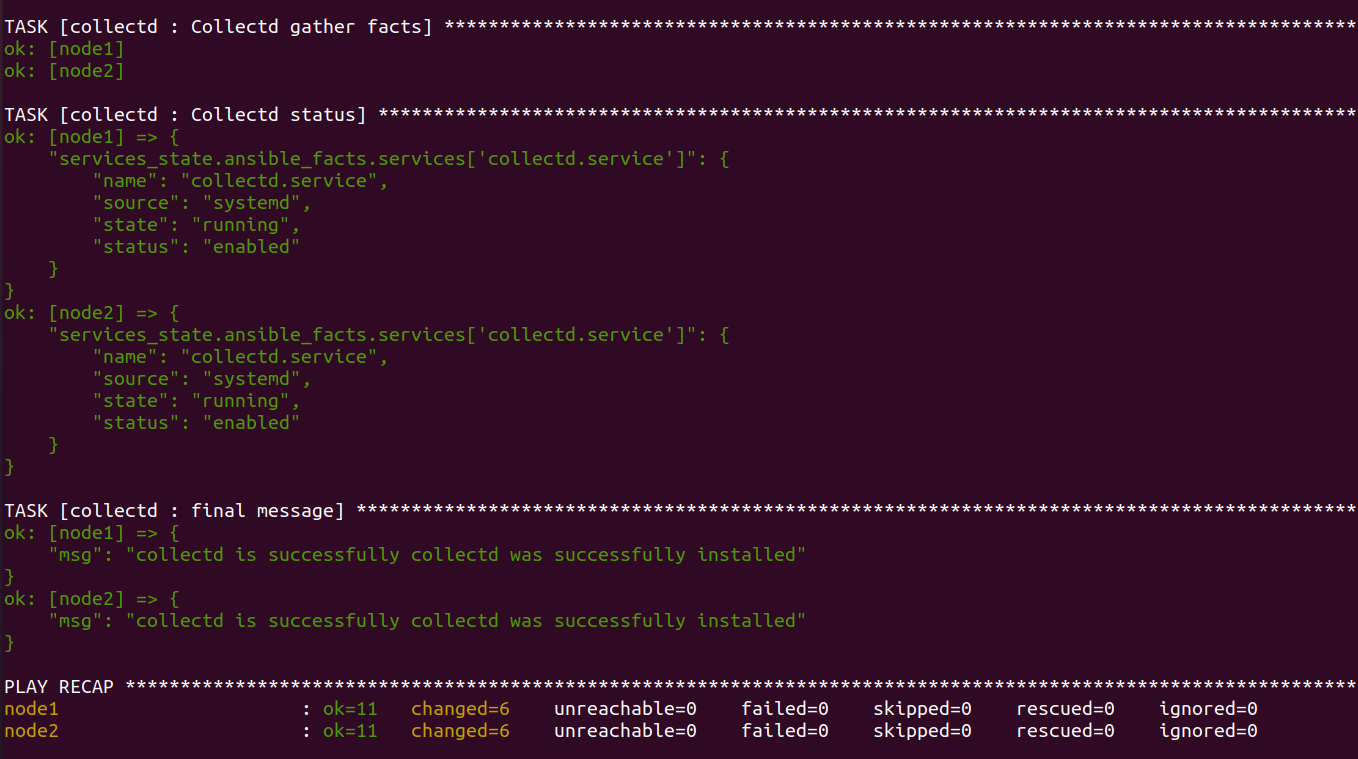 TASK [collectd : Collectd gather facts] ***********************************************************************************
ok: [node1]
ok: [node2]
TASK [collectd : Collectd status] *****************************************************************************************
ok: [node1] => {
    "services_state.ansible_facts.services['collectd.service']": {
        "name": "collectd.service",
        "source": "systemd",
        "state": "running",
        "status": "enabled"
    }
}
ok: [node2] => {
    "services_state.ansible_facts.services['collectd.service']": {
        "name": "collectd.service",
        "source": "systemd",
        "state": "running",
        "status": "enabled"
    }
}
TASK [collectd : final message] *******************************************************************************************
ok: [node1] => {
    "msg": "collectd is successfully collectd was successfully installed"
}
ok: [node2] => {
    "msg": "collectd is successfully collectd was successfully installed"
}
PLAY RECAP ****************************************************************************************************************
node1                      : ok=11   changed=6    unreachable=0    failed=0    skipped=0    rescued=0    ignored=0
node2                      : ok=11   changed=6    unreachable=0    failed=0    skipped=0    rescued=0    ignored=0